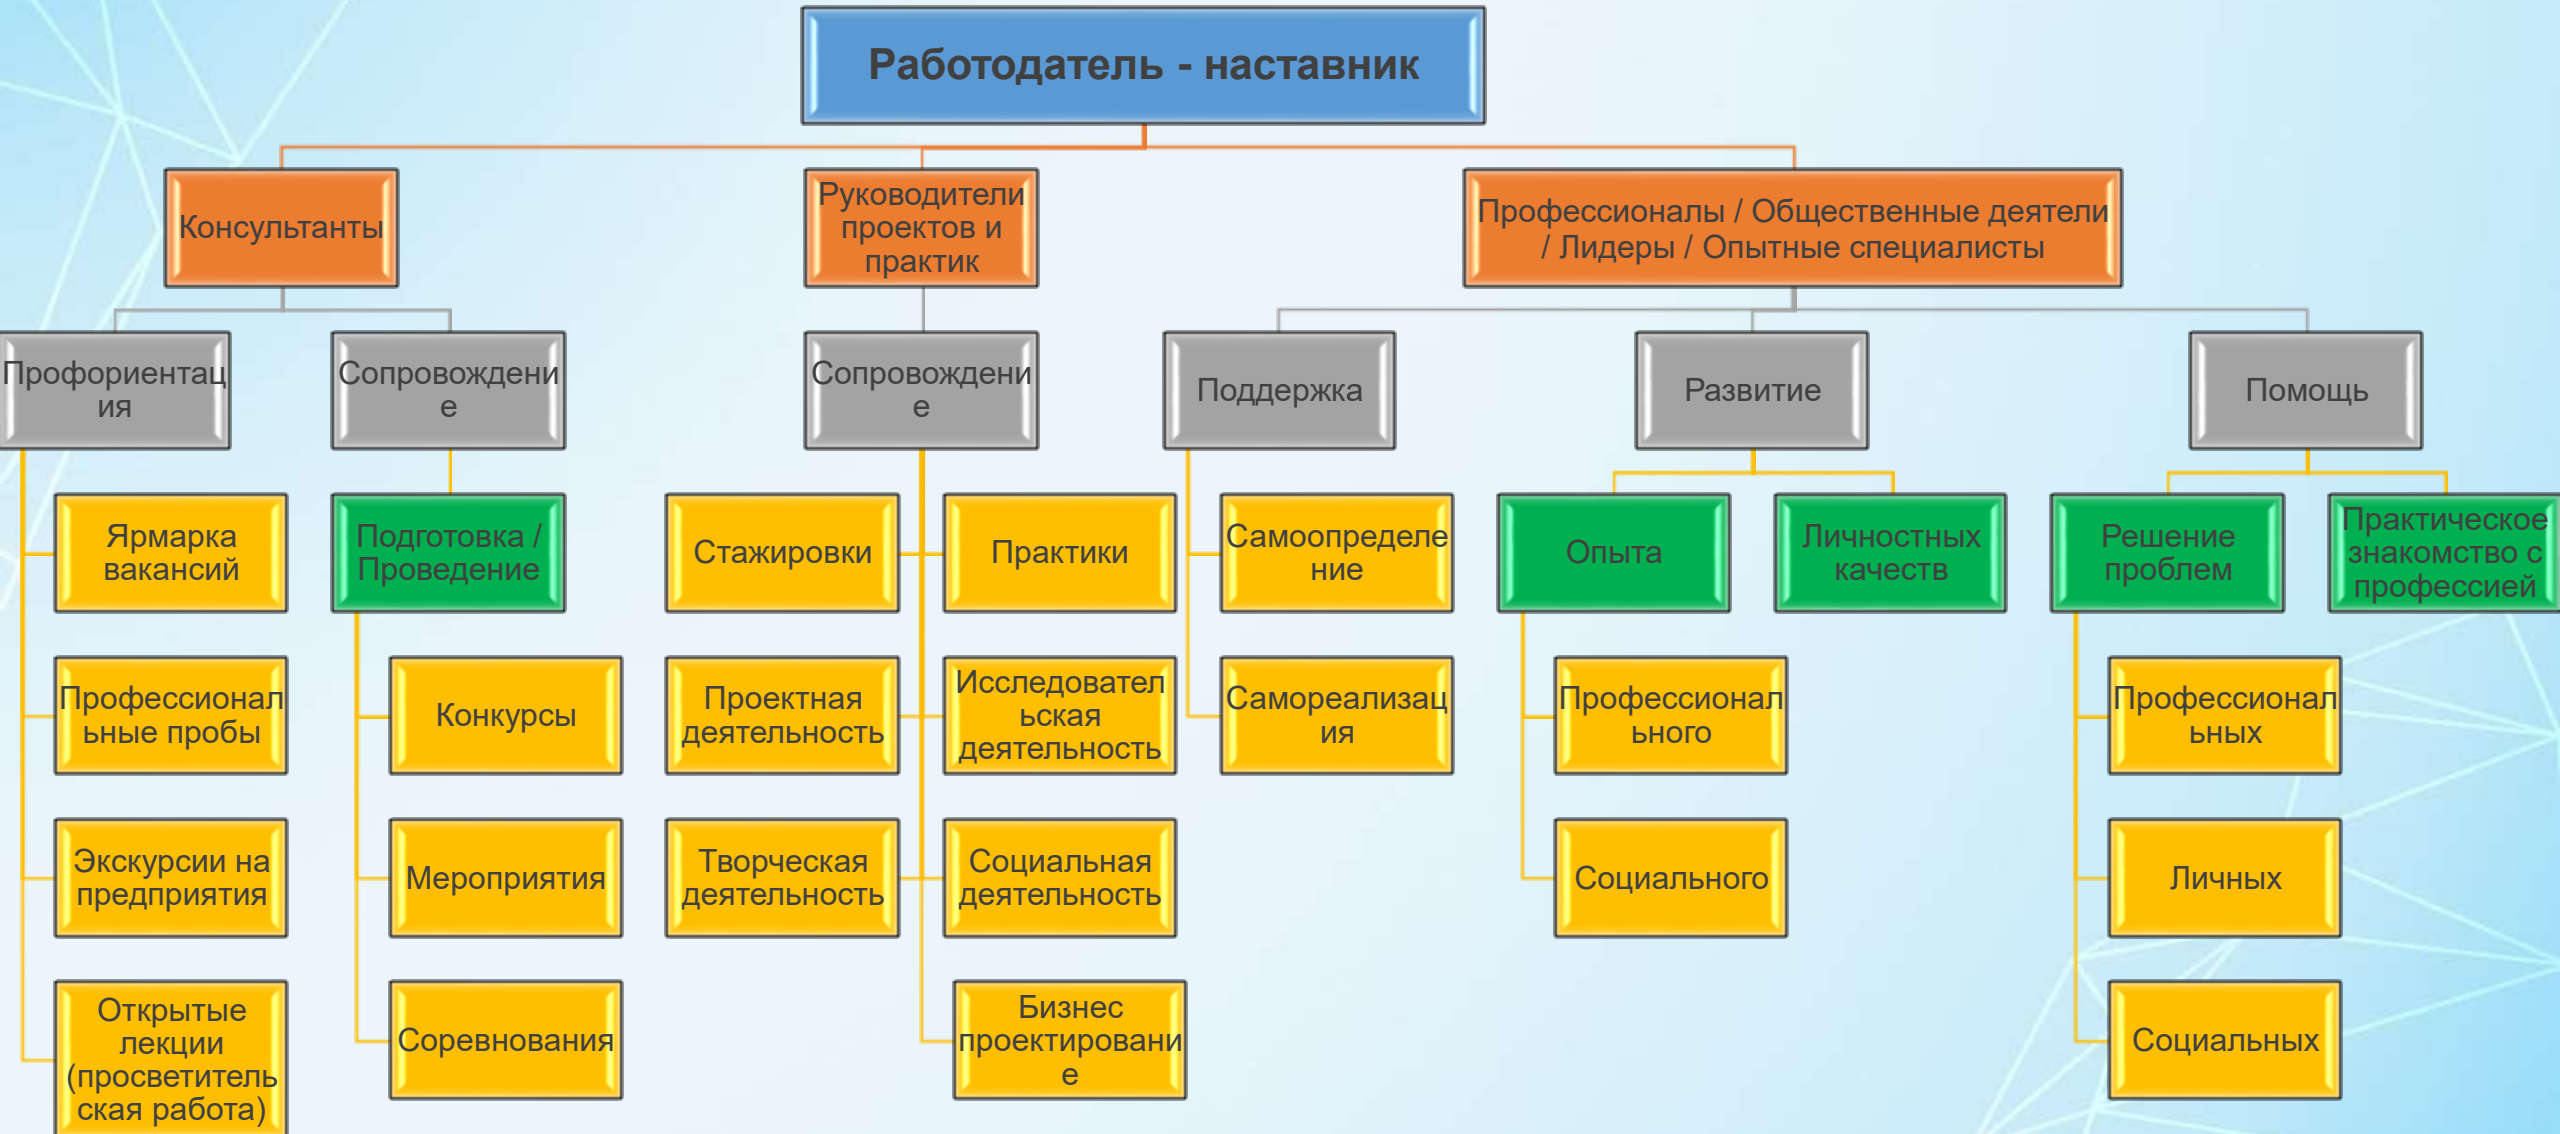 Работодатель - наставник
Консультанты
Руководители
проектов и
практик
Профессионалы / Общественные деятели
/ Лидеры / Опытные специалисты
Профориентац
ия
Сопровождени
е
Сопровождени
е
Поддержка
Развитие
Помощь
Ярмарка
вакансий
Подготовка /
Проведение
Стажировки
Практики
Самоопределе
ние
Опыта
Личностных
качеств
Решение
проблем
Практическое
знакомство с
профессией
Профессионал
ьные пробы
Конкурсы
Проектная
деятельность
Исследовател
ьская
деятельность
Самореализац
ия
Профессионал
ьного
Профессионал
ьных
Экскурсии на
предприятия
Мероприятия
Творческая
деятельность
Социальная
деятельность
Социального
Личных
Открытые
лекции
(просветитель
ская работа)
Соревнования
Бизнес
проектировани
е
Социальных